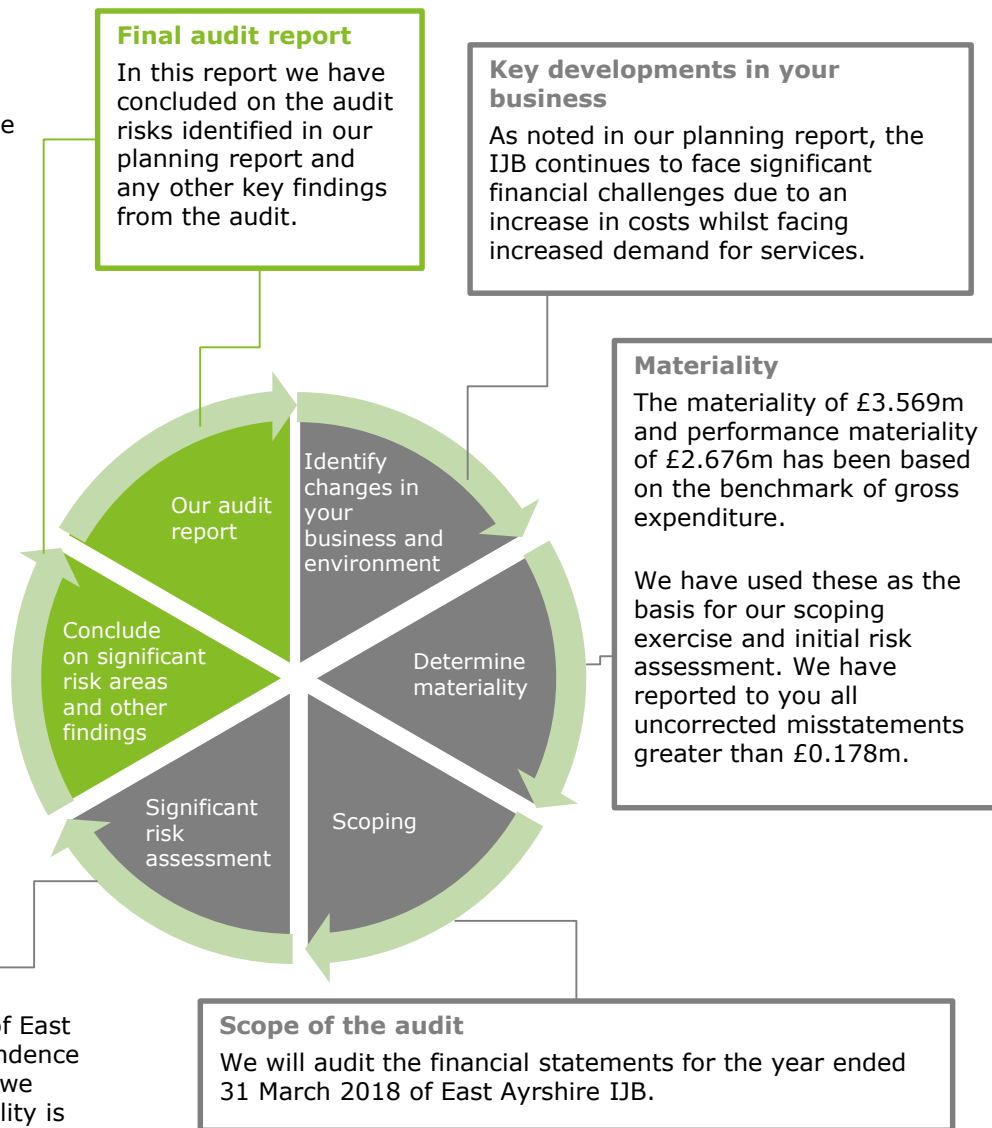 e
Final audit report
In this report we have
concluded on the audit
risks identified in our
planning report and
any other key findings
from the audit.
Key developments in your
business
As noted in our planning report, the
IJB continues to face significant
financial challenges due to an
increase in costs whilst facing
increased demand for services.
Materiality
The materiality of £3.569m
and performance materiality
of £2.676m has been based
on the benchmark of gross
expenditure.
We have used these as the
basis for our scoping
exercise and initial risk
assessment. We have
reported to you all
uncorrected misstatements
greater than £0.178m.
Our audit
report
Identify
changes in
your
business and
environment
Conclude
on significant
risk areas
and other
findings
Determine
materiality
Significant
risk
assessment
Scoping
of East
ndence
we
lity is
Scope of the audit
We will audit the financial statements for the year ended
31 March 2018 of East Ayrshire IJB.